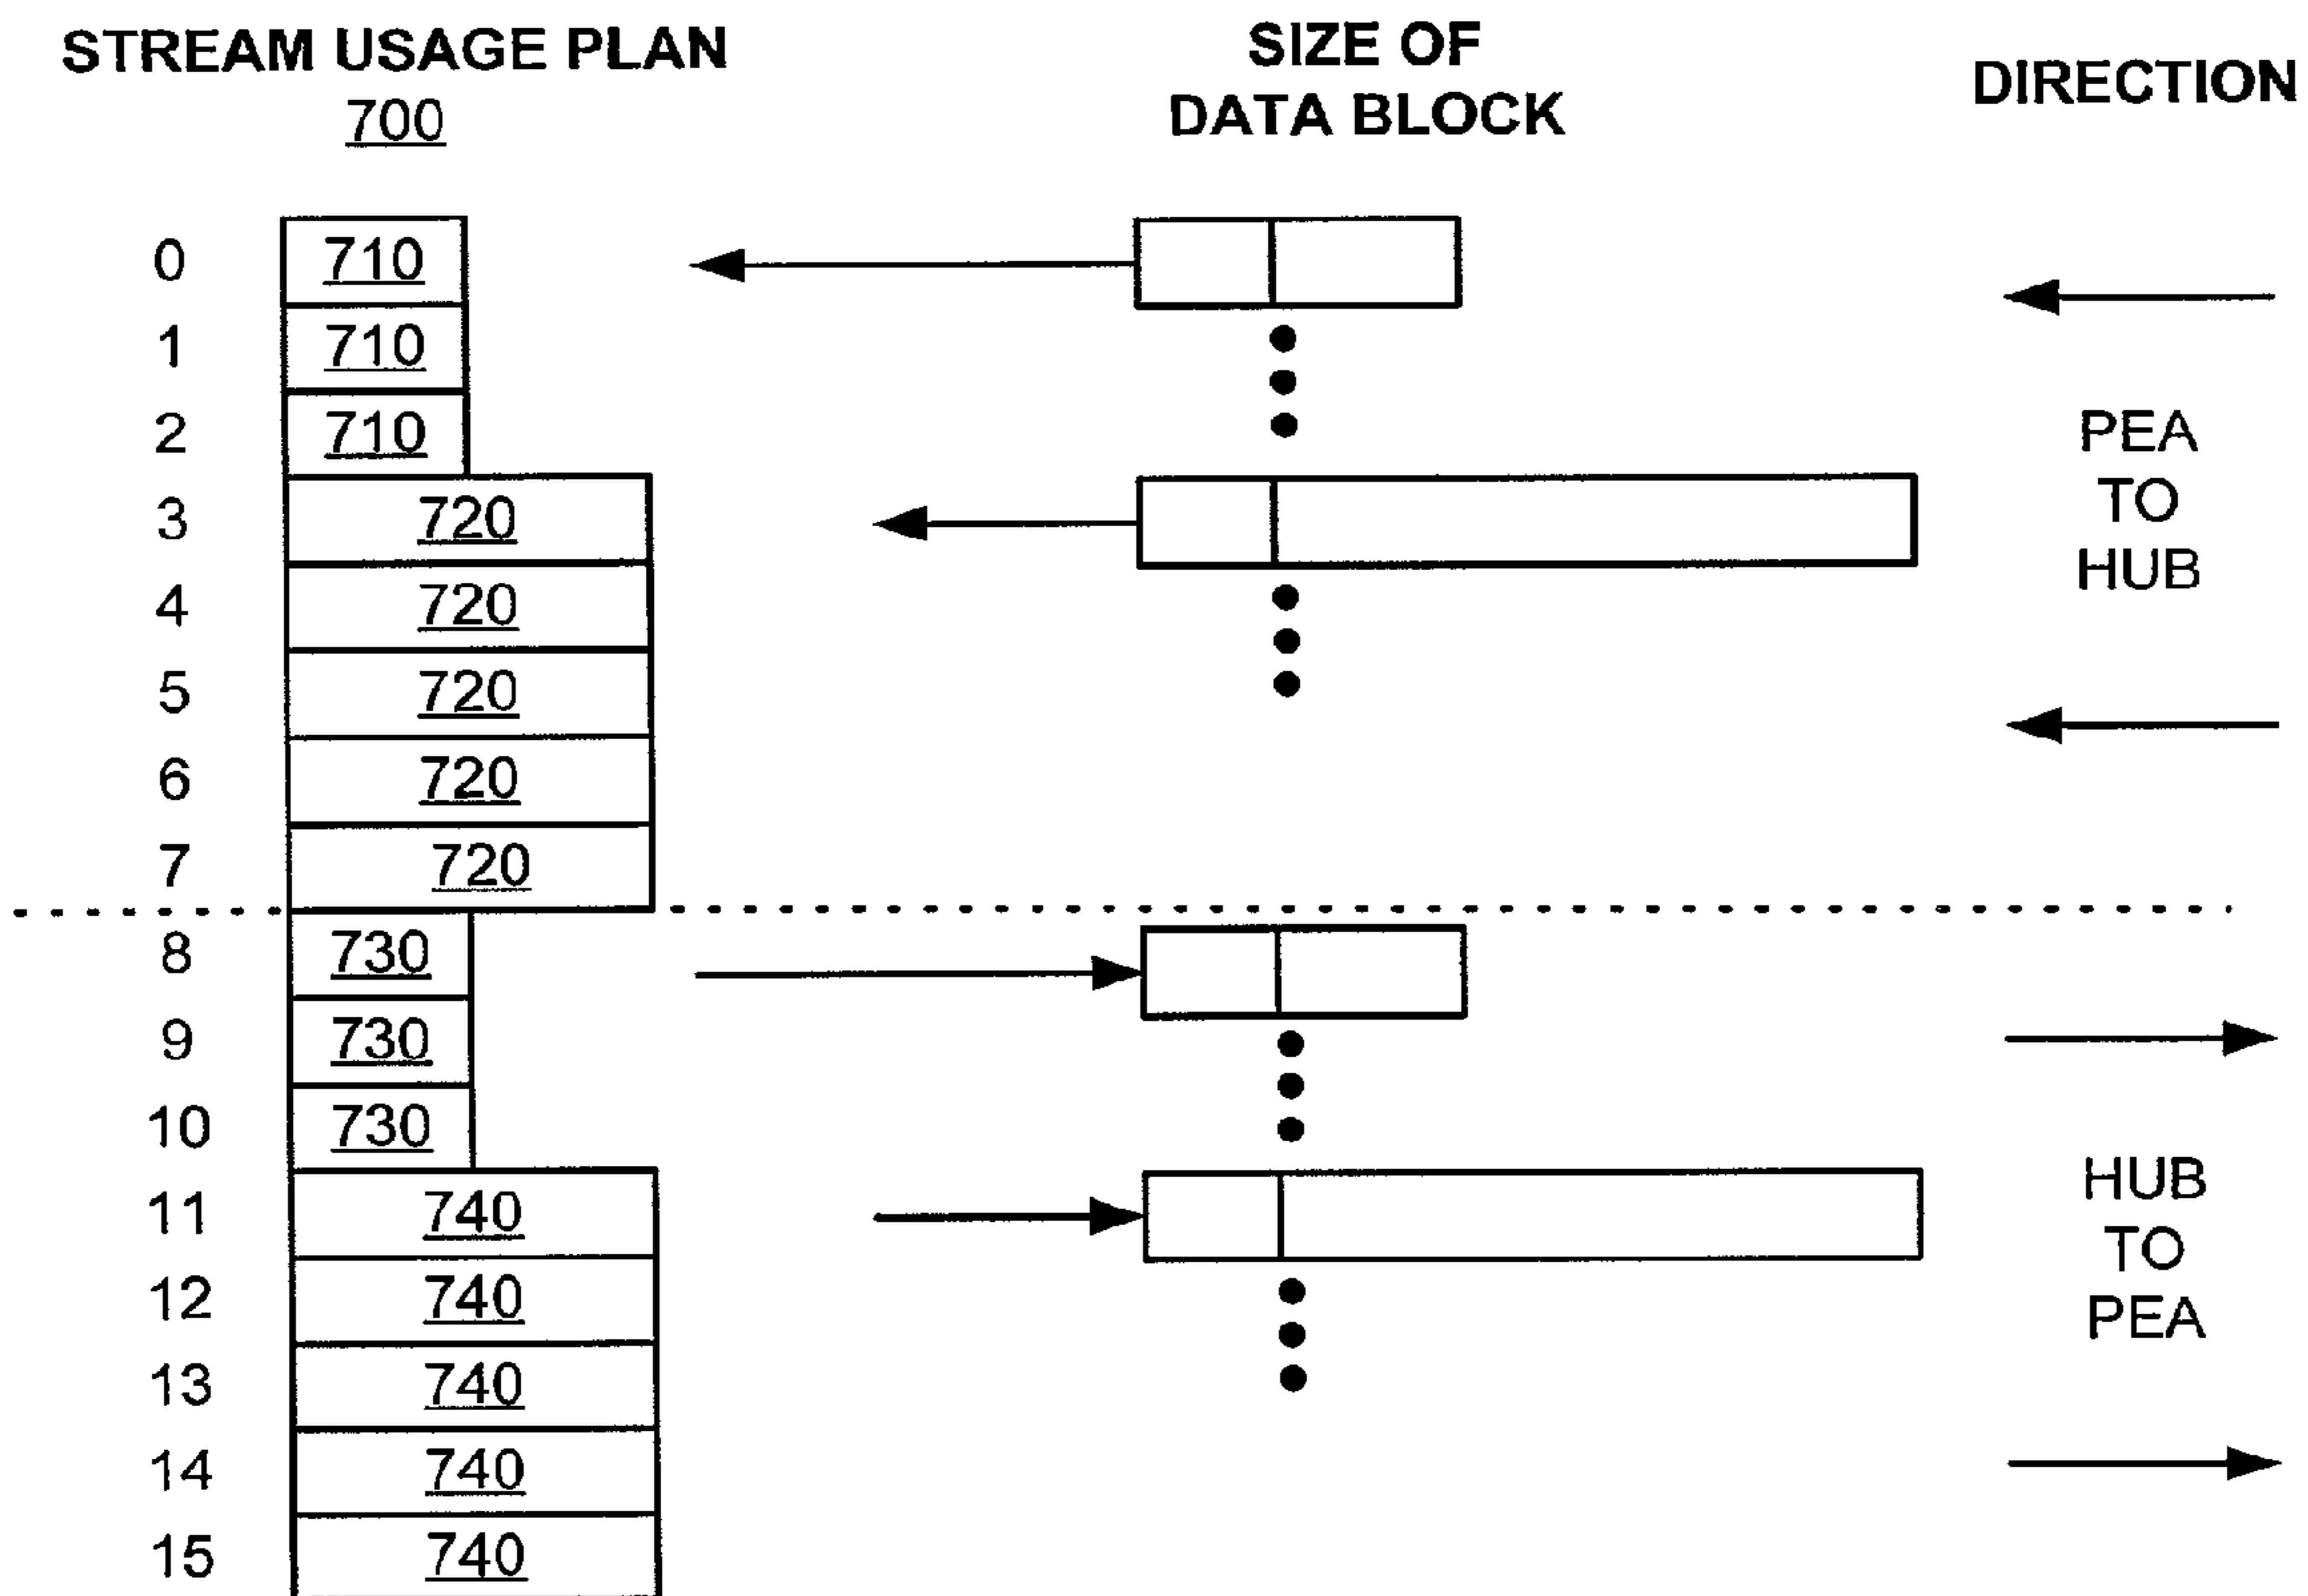 STREAM USAGE PLAN
700
SIZE OF
DATA BLOCK
DIRECTION
0 710
1 710
2 710
3 720
4 720
5 720
6 720
7 720
PEA
TO
HUB
8 730
9 730
10 730
11 740
12 740
13 740
14 740
15 740
HUB
TO
PEA